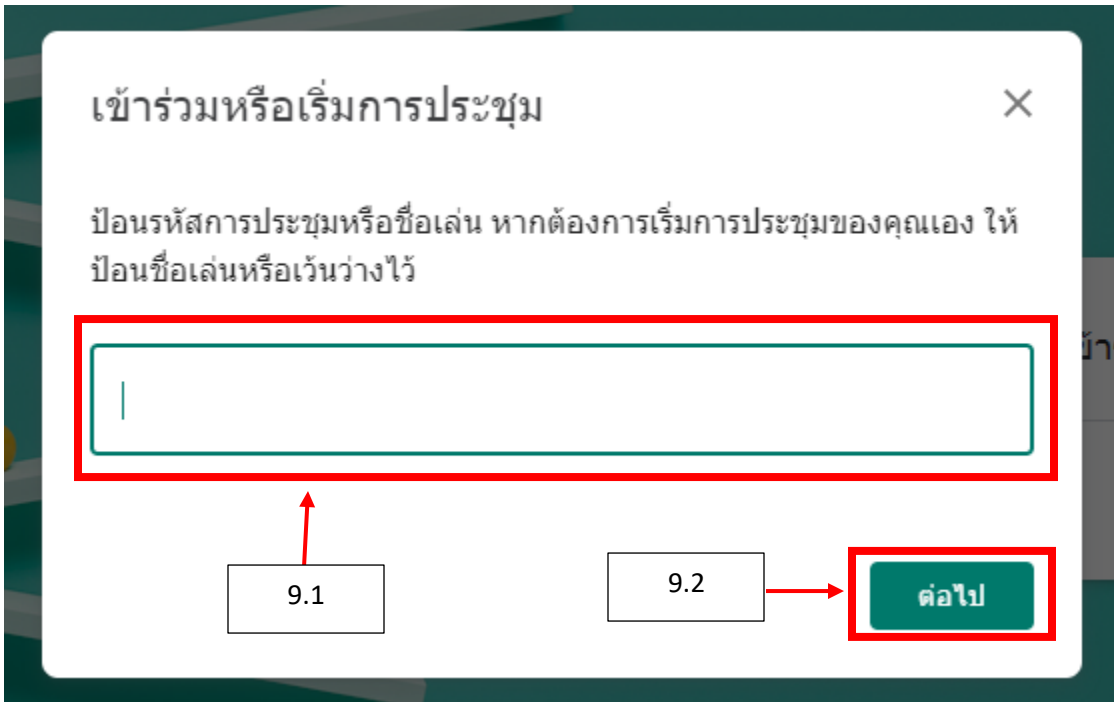 เข้าร่วมหรือเริ่มการประชุม
ป้อนรหัสการประชุมหรือชื่อเล่น หากต้องการเริ่มการประชุมของคุณเอง ให้
ป้อนชื่อเล่นหรือเว้นว่างไว้
9.1
9.2
ต่อไป